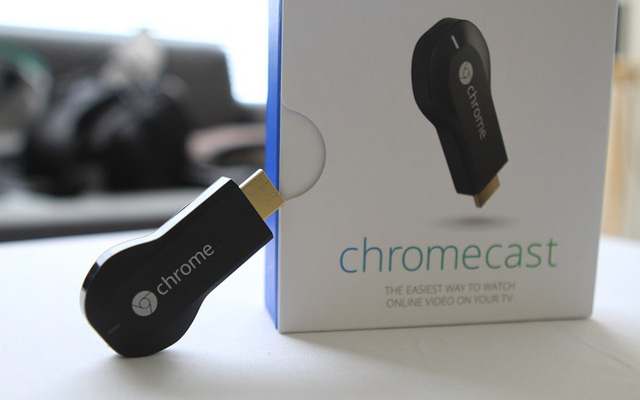 chrome
chromecast
THE EASIEST WAY TO WATCH
ONLINE VIDEO ON YOUR TV
chrome